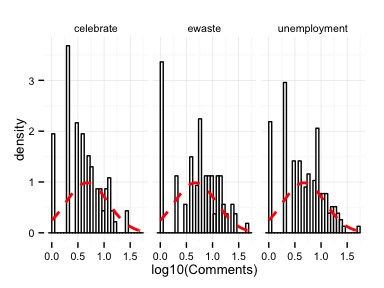 celebrate ewaste unemployment
density
3
2
1
0
0.0 0.5 1.0 1.5 0.0 0.5 1.0 1.5 0.0 0.5 1.0 1.5
log10(Comments)